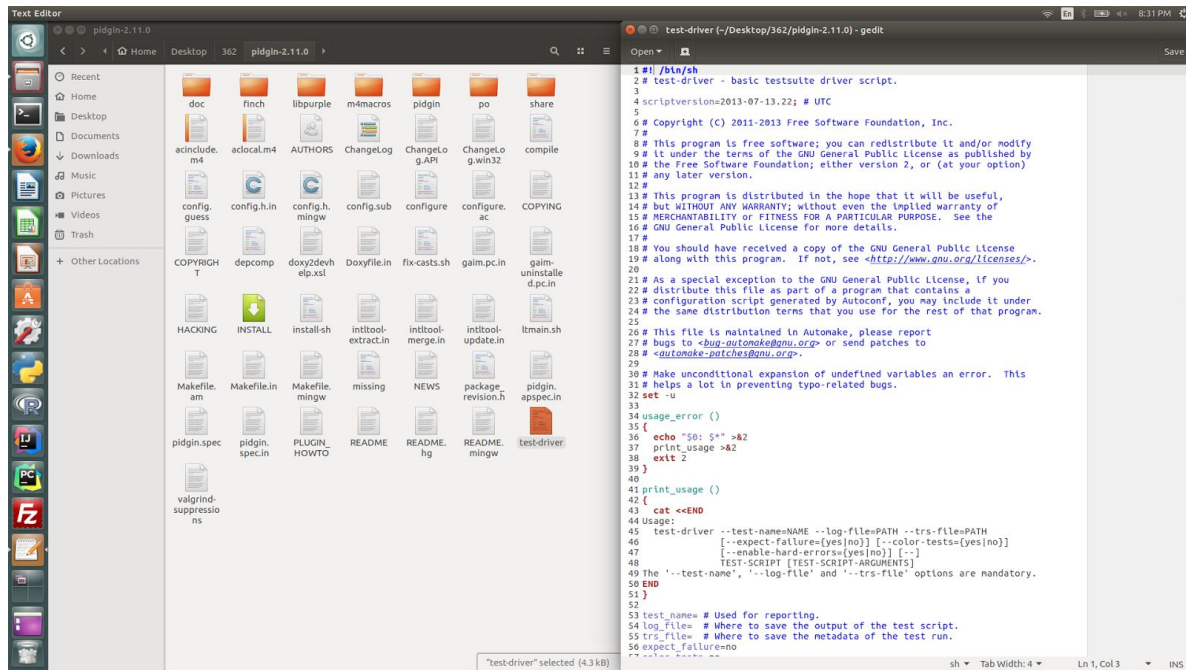 Text Editor
En
8:31 PM
pidgin-2.11.0
Home Desktop 362 pidgin-2.11.0
Recent
Home
Desktop
Documents
Downloads
Music
Pictures
Videos
Trash
+ Other Locations
doc finch libpurple m4macros pidgin po share
acinclude.m4 aclocal.m4 AUTHORS ChangeLog ChangeLog.API ChangeLog.win32 compile
config.guess config.h.in config.h.mingw config.sub configure configure.ac COPYING
COPYRIGHT depcomp doxy2devhelp.xsl Doxyfile.in fix-casts.sh gaim.pc.in gaim-uninstalled.pc.in
HACKING INSTALL install-sh intltool-extract.in intltool-merge.in intltool-update.in ltmain.sh
Makefile.am Makefile.in Makefile.mingw missing NEWS package_revision.h pidgin.apspec.in
pidgin.spec pidgin.spec.in PLUGIN_HOWTO README README.hg README.mingw test-driver
valgrind-suppressions
"test-driver" selected (4.3 kB)
test-driver (~/Desktop/362/pidgin-2.11.0) - gedit
Open Save
1 #! /bin/sh
2 # test-driver - basic testsuite driver script.
3
4 scriptversion=2013-07-13.22; # UTC
5
6 # Copyright (C) 2011-2013 Free Software Foundation, Inc.
7 #
8 # This program is free software; you can redistribute it and/or modify
9 # it under the terms of the GNU General Public License as published by
10 # the Free Software Foundation; either version 2, or (at your option)
11 # any later version.
12 #
13 # This program is distributed in the hope that it will be useful,
14 # but WITHOUT ANY WARRANTY; without even the implied warranty of
15 # MERCHANTABILITY or FITNESS FOR A PARTICULAR PURPOSE.  See the
16 # GNU General Public License for more details.
17 #
18 # You should have received a copy of the GNU General Public License
19 # along with this program.  If not, see <http://www.gnu.org/licenses/>.
20
21 # As a special exception to the GNU General Public License, if you
22 # distribute this file as part of a program that contains a
23 # configuration script generated by Autoconf, you may include it under
24 # the same distribution terms that you use for the rest of that program.
25
26 # This file is maintained in Automake, please report
27 # bugs to <bug-automake@gnu.org> or send patches to
28 # <automake-patches@gnu.org>.
29
30 # Make unconditional expansion of undefined variables an error.  This
31 # helps a lot in preventing typo-related bugs.
32 set -u
33
34 usage_error ()
35 {
36   echo "$0: $*" >&2
37   print_usage >&2
38   exit 2
39 }
40
41 print_usage ()
42 {
43   cat <<END
44 Usage:
45   test-driver --test-name=NAME --log-file=PATH --trs-file=PATH
46               [--expect-failure={yes|no}] [--color-tests={yes|no}]
47               [--enable-hard-errors={yes|no}] [--]
48               TEST-SCRIPT [TEST-SCRIPT-ARGUMENTS]
49 The '--test-name', '--log-file' and '--trs-file' options are mandatory.
50 END
51 }
52
53 test_name= # Used for reporting.
54 log_file=  # Where to save the output of the test script.
55 trs_file=  # Where to save the metadata of the test run.
56 expect_failure=no
sh Tab Width: 4 Ln 1, Col 3 INS